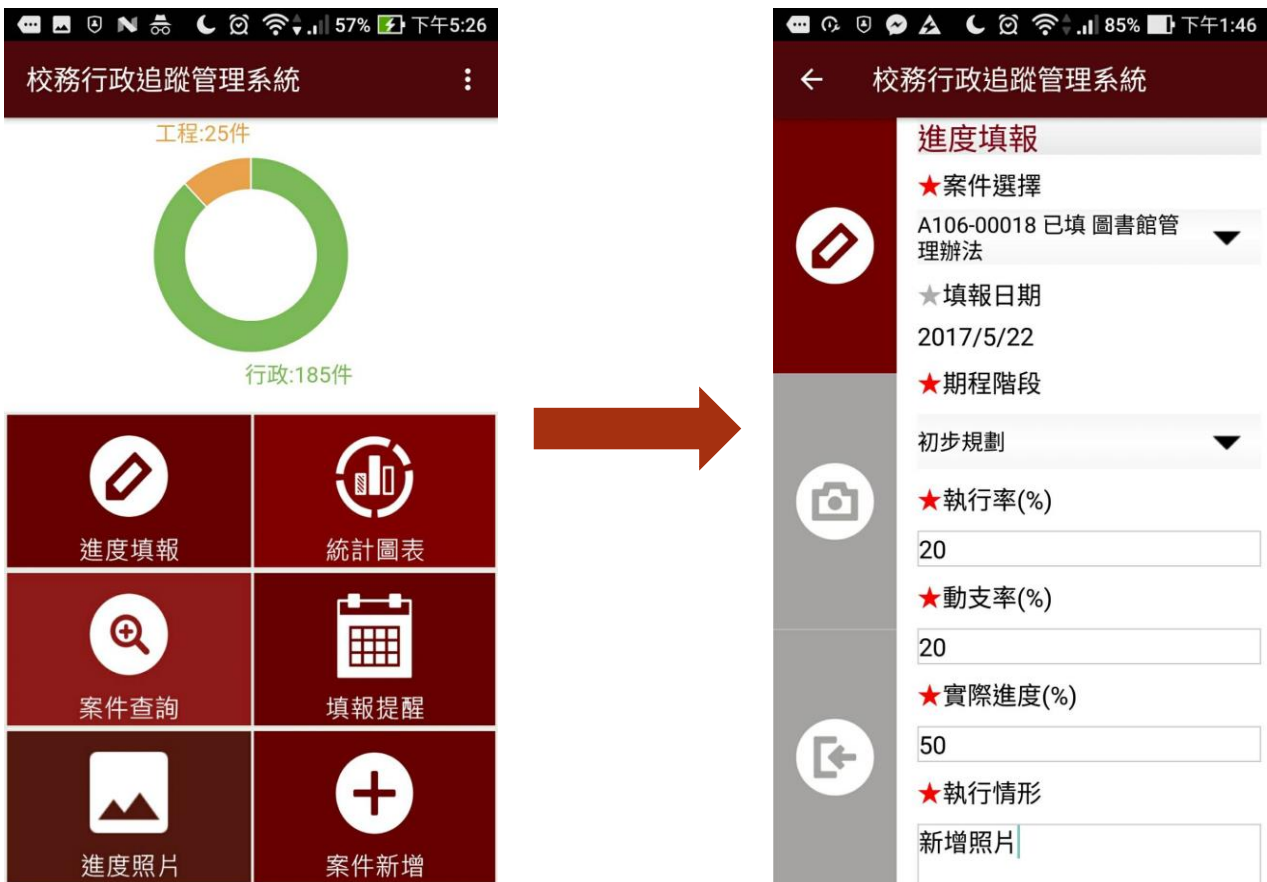 57% 下午5:26
校務行政追蹤管理系統
工程:25件
行政:185件
進度填報
統計圖表
案件查詢
填報提醒
進度照片
案件新增
85% 下午1:46
校務行政追蹤管理系統
進度填報
★案件選擇
A106-00018 已填 圖書館管
理辦法
★填報日期
2017/5/22
★期程階段
初步規劃
★執行率(%)
20
★動支率(%)
20
★實際進度(%)
50
★執行情形
新增照片